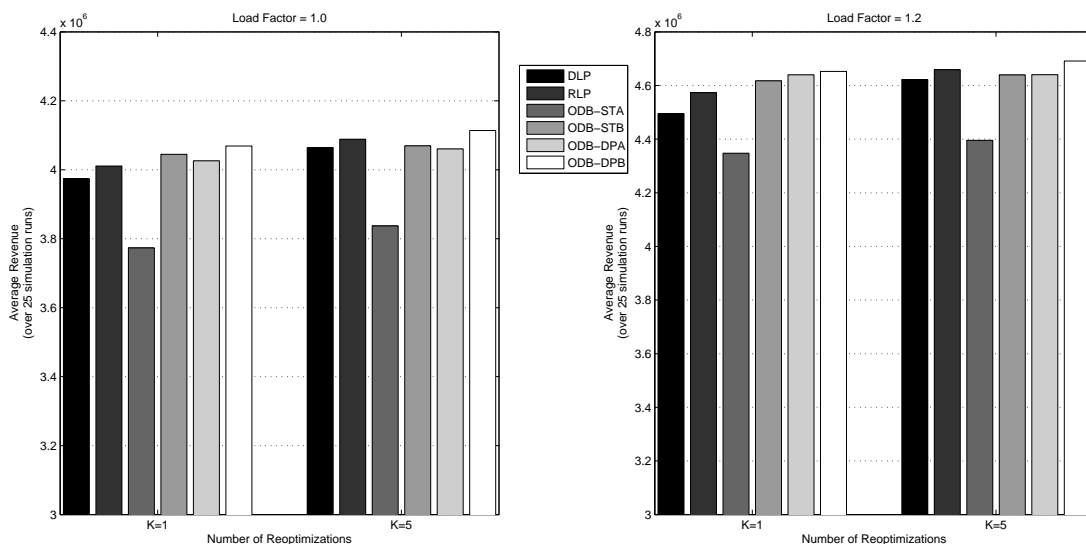 Load Factor = 1.0
x 10^6
4.4
4.2
4
3.8
3.6
3.4
3.2
3
Average Revenue
(over 25 simulation runs)
K=1
K=5
Number of Reoptimizations
DLP
RLP
ODB−STA
ODB−STB
ODB−DPA
ODB−DPB
Load Factor = 1.2
x 10^6
4.8
4.6
4.4
4.2
4
3.8
3.6
3.4
3.2
3
Average Revenue
(over 25 simulation runs)
K=1
K=5
Number of Reoptimizations